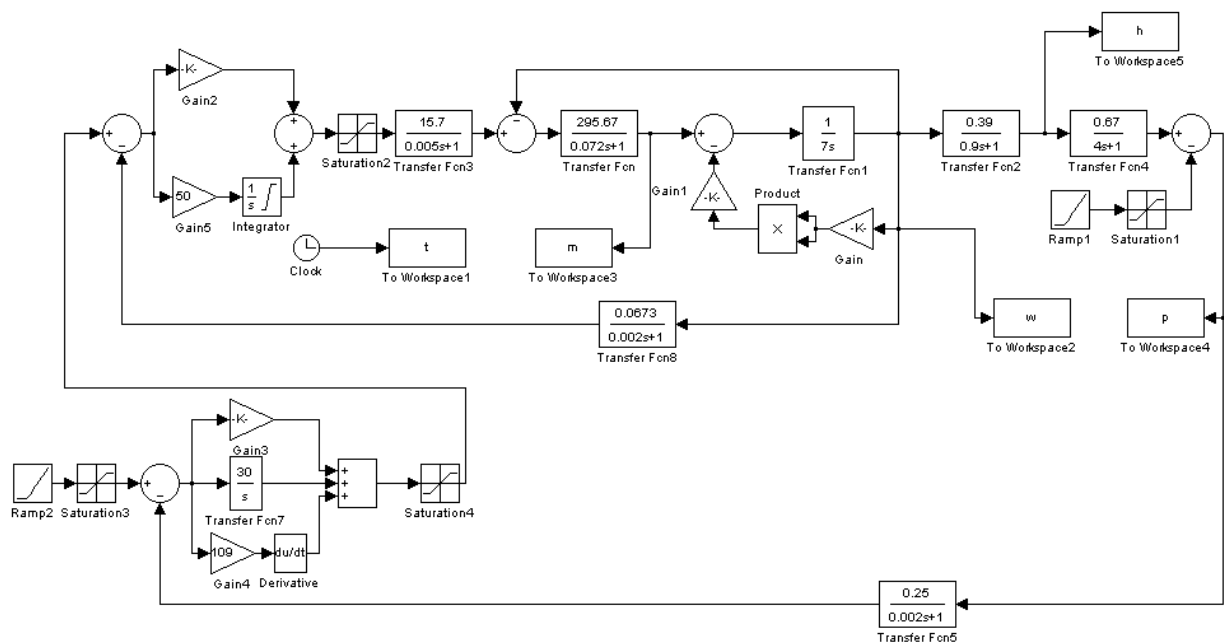 h
To Workspace5
-K-
Gain2
+
−
+
+
Saturation2
15.7
0.005s+1
Transfer Fcn3
−
+
295.67
0.072s+1
Transfer Fcn
+
−
1
7s
Transfer Fcn1
0.39
0.9s+1
Transfer Fcn2
0.67
4s+1
Transfer Fcn4
+
−
50
Gain5
1
s
Integrator
Gain1
-K-
Product
X
-K-
Gain
Ramp1
Saturation1
Clock
t
To Workspace1
m
To Workspace3
0.0673
0.002s+1
Transfer Fcn8
w
To Workspace2
p
To Workspace4
-K-
Gain3
Ramp2
Saturation3
+
−
30
s
Transfer Fcn7
+
+
+
Saturation4
109
Gain4
du/dt
Derivative
0.25
0.002s+1
Transfer Fcn5